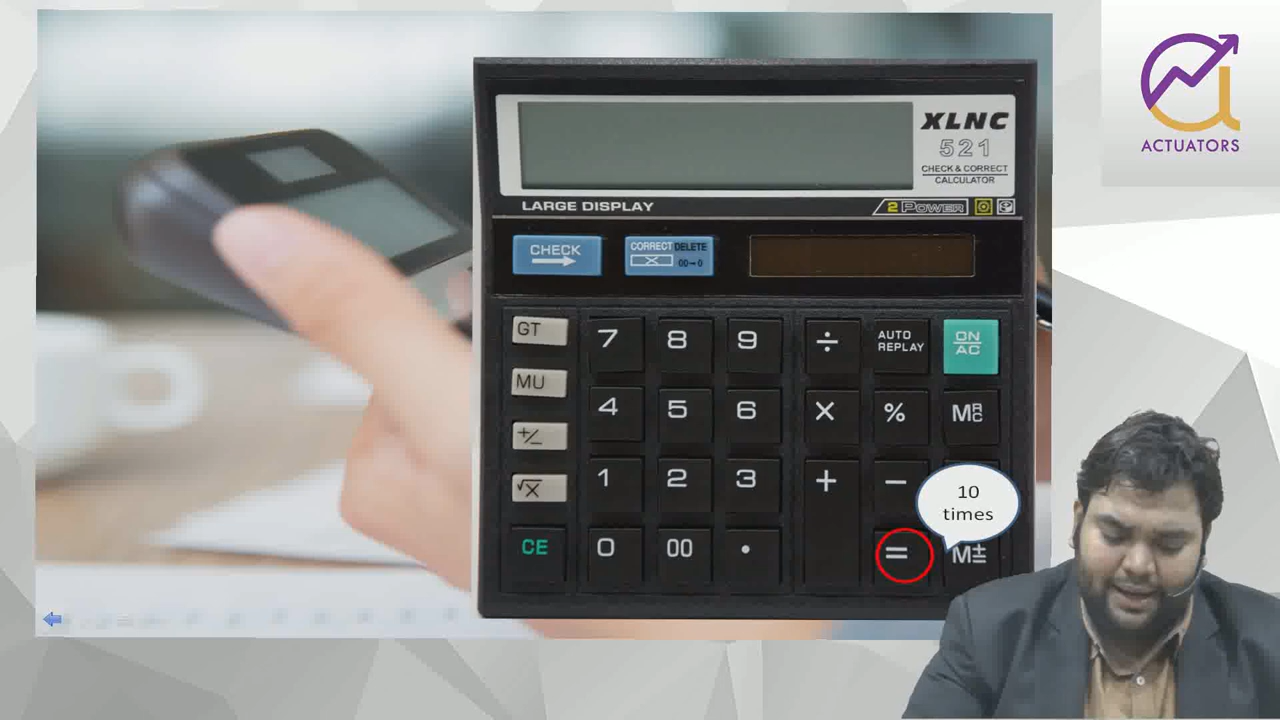 ACTUATORS
XLNC
521
CHECK & CORRECT
CALCULATOR
LARGE DISPLAY
2 POWER
CHECK
CORRECT DELETE
00→0
GT
7
8
9
÷
AUTO
REPLAY
ON
AC
MU
4
5
6
X
%
MRC
+/-
1
2
3
+
−
√X
10
times
CE
0
00
.
=
M±